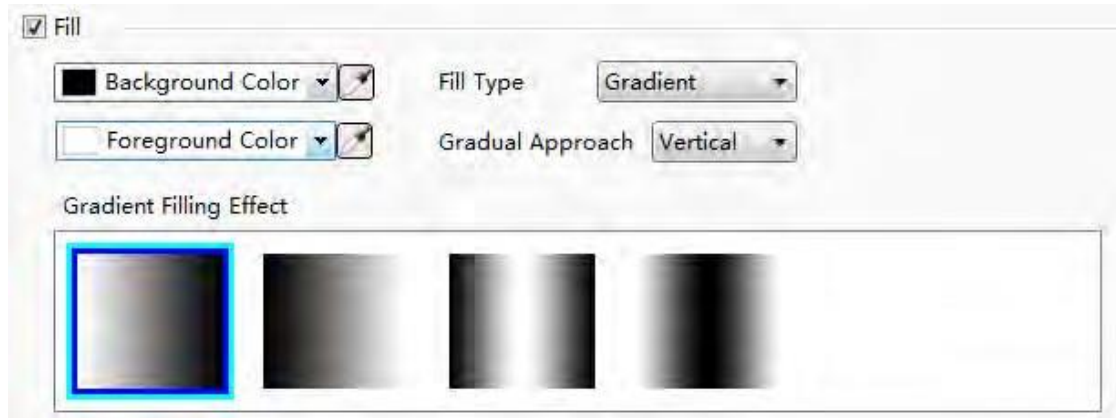 Fill
Background Color Fill Type Gradient
Foreground Color Gradual Approach Vertical
Gradient Filling Effect